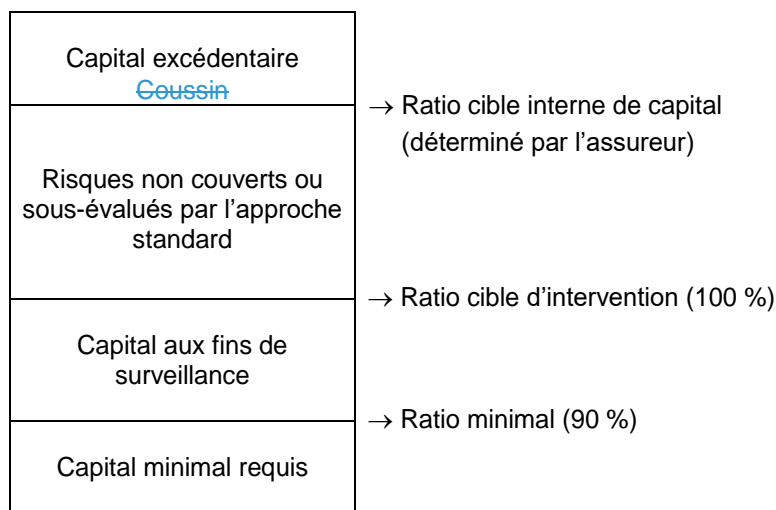 Capital excédentaire
Coussin
→ Ratio cible interne de capital
(déterminé par l’assureur)
Risques non couverts ou
sous-évalués par l’approche
standard
→ Ratio cible d’intervention (100 %)
Capital aux fins de
surveillance
→ Ratio minimal (90 %)
Capital minimal requis